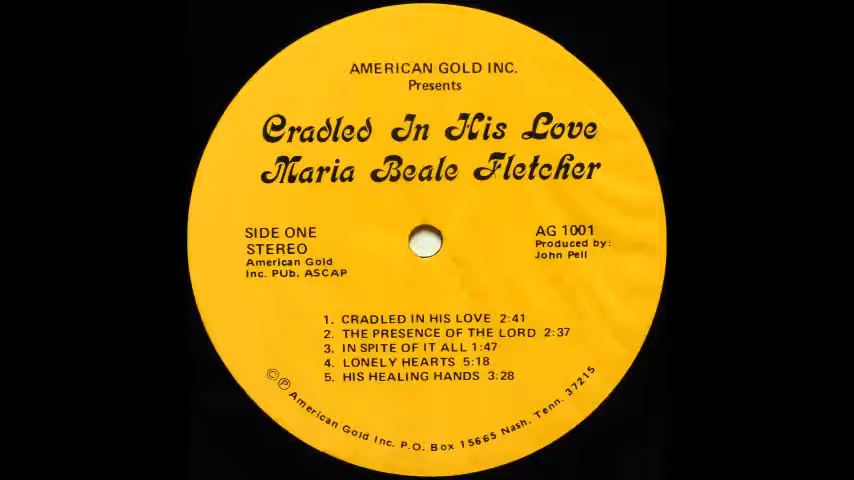 AMERICAN GOLD INC.
Presents
Cradled In His Love
Maria Beale Fletcher
SIDE ONE
STEREO
American Gold
Inc. PUb. ASCAP
AG 1001
Produced by:
John Pell
1. CRADLED IN HIS LOVE 2:41
2. THE PRESENCE OF THE LORD 2:37
3. IN SPITE OF IT ALL 1:47
4. LONELY HEARTS 5:18
5. HIS HEALING HANDS 3:28
©℗ American Gold Inc. P.O. Box 15665 Nash. Tenn. 37215